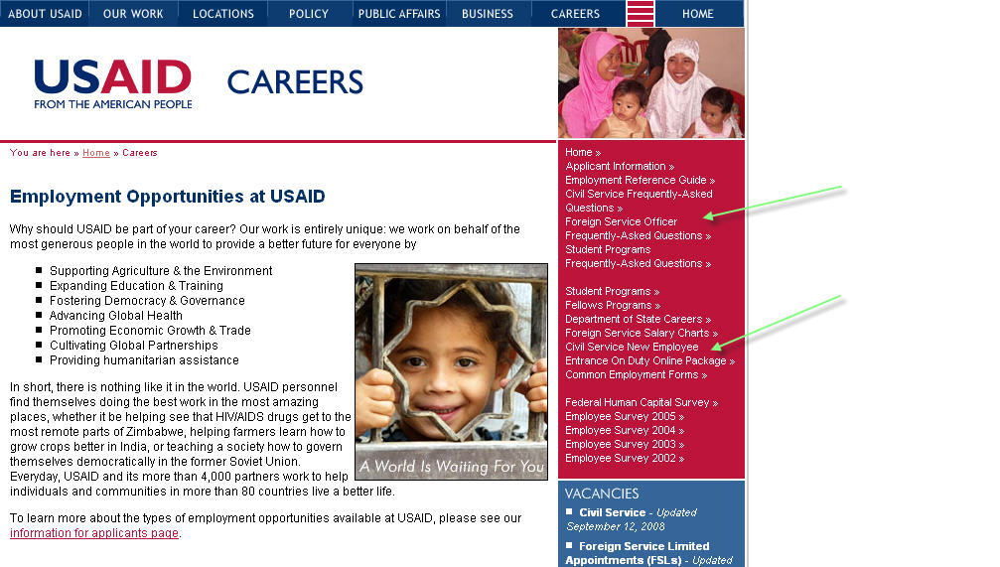 ABOUT USAID OUR WORK LOCATIONS POLICY PUBLIC AFFAIRS BUSINESS CAREERS HOME
USAID
FROM THE AMERICAN PEOPLE
CAREERS
You are here » Home » Careers
Employment Opportunities at USAID
Why should USAID be part of your career? Our work is entirely unique: we work on behalf of the
most generous people in the world to provide a better future for everyone by
Supporting Agriculture & the Environment
Expanding Education & Training
Fostering Democracy & Governance
Advancing Global Health
Promoting Economic Growth & Trade
Cultivating Global Partnerships
Providing humanitarian assistance
In short, there is nothing like it in the world. USAID personnel
find themselves doing the best work in the most amazing
places, whether it be helping see that HIV/AIDS drugs get to the
most remote parts of Zimbabwe, helping farmers learn how to
grow crops better in India, or teaching a society how to govern
themselves democratically in the former Soviet Union.
Everyday, USAID and its more than 4,000 partners work to help
individuals and communities in more than 80 countries live a better life.
A World Is Waiting For You
To learn more about the types of employment opportunities available at USAID, please see our
information for applicants page.
Home »
Applicant Information »
Employment Reference Guide »
Civil Service Frequently-Asked
Questions »
Foreign Service Officer
Frequently-Asked Questions »
Student Programs
Frequently-Asked Questions »
Student Programs »
Fellows Programs »
Department of State Careers »
Foreign Service Salary Charts »
Civil Service New Employee
Entrance On Duty Online Package »
Common Employment Forms »
Federal Human Capital Survey »
Employee Survey 2005 »
Employee Survey 2004 »
Employee Survey 2003 »
Employee Survey 2002 »
VACANCIES
Civil Service - Updated
September 12, 2008
Foreign Service Limited
Appointments (FSLs) - Updated